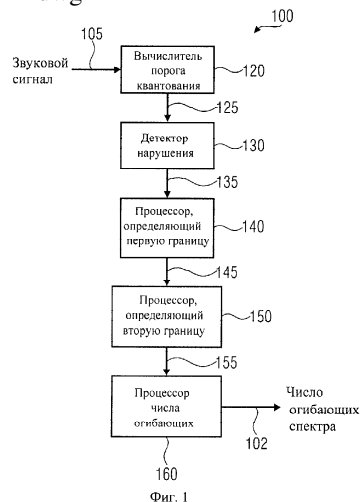 100
105
Звуковой
сигнал
Вычислитель
порога
квантования
120
125
Детектор
нарушения
130
135
Процессор,
определяющий
первую границу
140
145
Процессор,
определяющий
вторую границу
150
155
Процессор
числа
огибающих
160
102
Число
огибающих
спектра
Фиг. 1